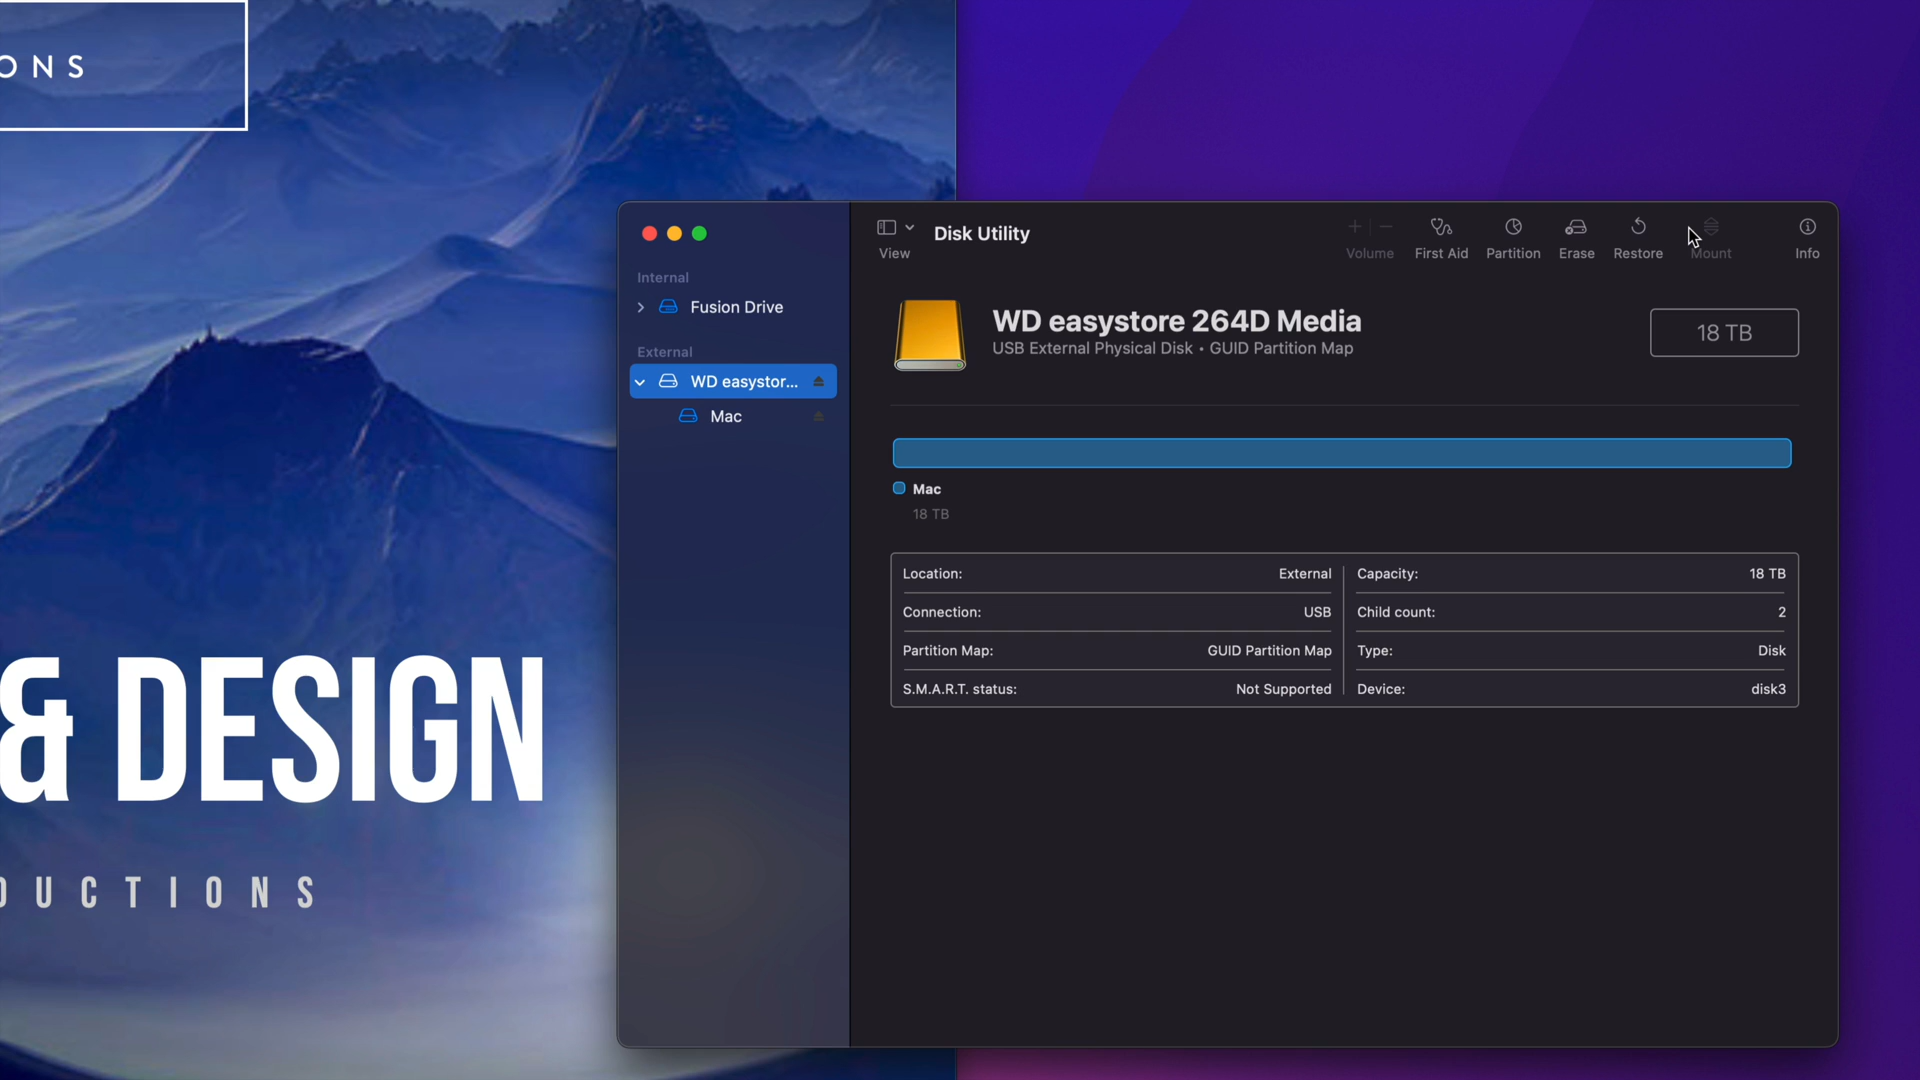 ONS
& DESIGN
DUCTIONS
Disk Utility
View
Volume
First Aid
Partition
Erase
Restore
Mount
Info
Internal
Fusion Drive
External
WD easystor...
Mac
WD easystore 264D Media
USB External Physical Disk • GUID Partition Map
18 TB
Mac
18 TB
Location: External
Capacity: 18 TB
Connection: USB
Child count: 2
Partition Map: GUID Partition Map
Type: Disk
S.M.A.R.T. status: Not Supported
Device: disk3